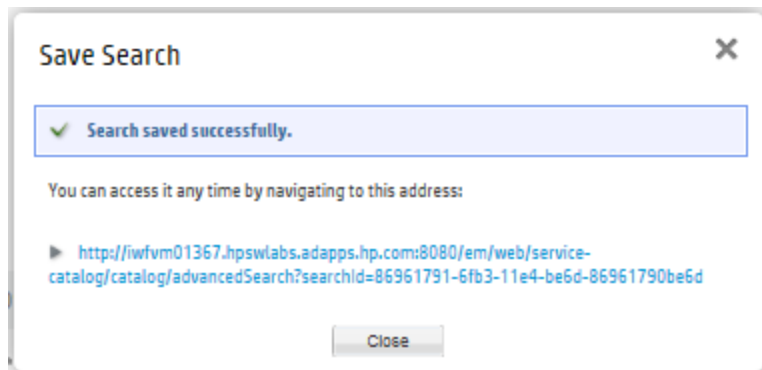 Save Search
Search saved successfully.
You can access it any time by navigating to this address:
http://iwfvm01367.hpswlabs.adapps.hp.com:8080/em/web/service-
catalog/catalog/advancedSearch?searchId=86961791-6fb3-11e4-be6d-86961790be6d
Close